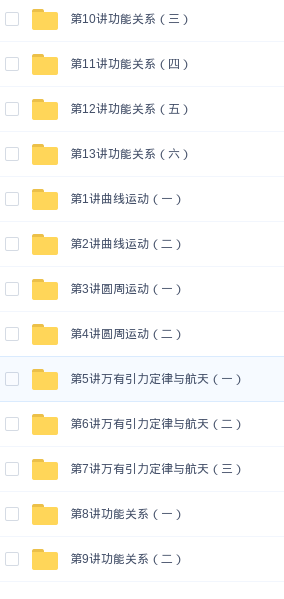 第10讲功能关系（三）
第11讲功能关系（四）
第12讲功能关系（五）
第13讲功能关系（六）
第1讲曲线运动（一）
第2讲曲线运动（二）
第3讲圆周运动（一）
第4讲圆周运动（二）
第5讲万有引力定律与航天（一）
第6讲万有引力定律与航天（二）
第7讲万有引力定律与航天（三）
第8讲功能关系（一）
第9讲功能关系（二）